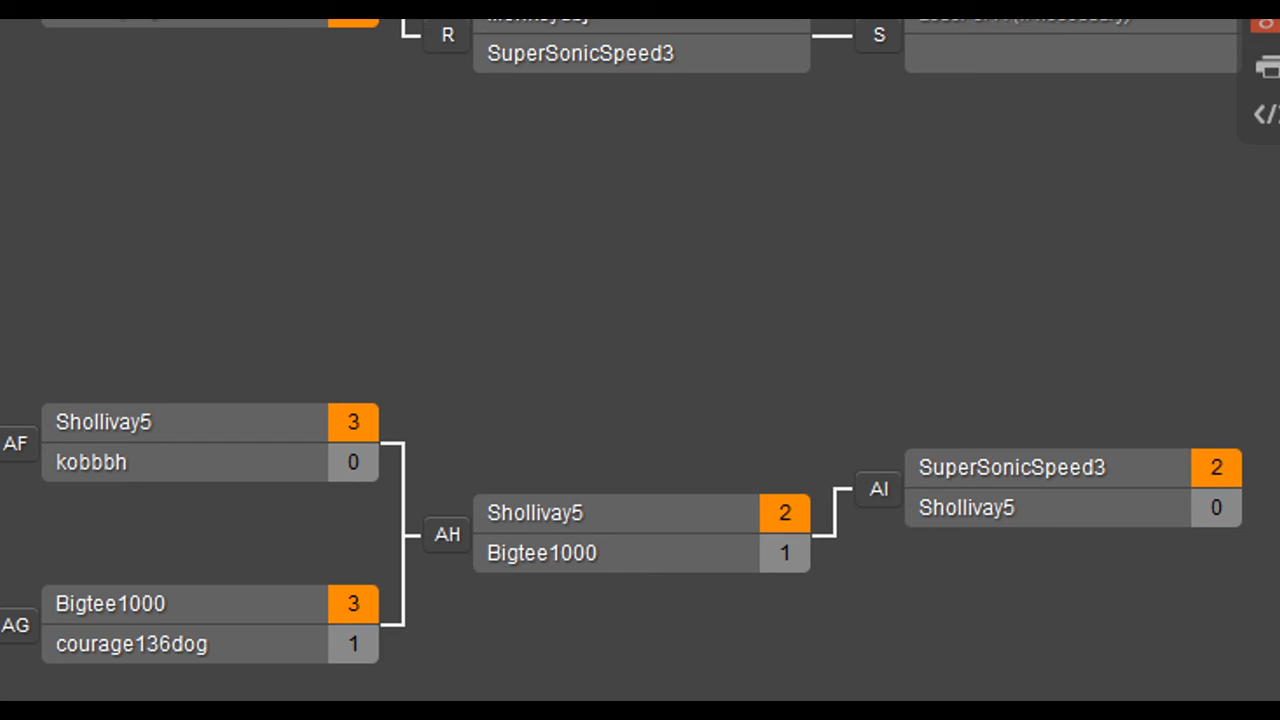 R
SuperSonicSpeed3
S
AF
Shollivay5 3
kobbbh 0
AH
Shollivay5 2
Bigtee1000 1
AI
SuperSonicSpeed3 2
Shollivay5 0
AG
Bigtee1000 3
courage136dog 1